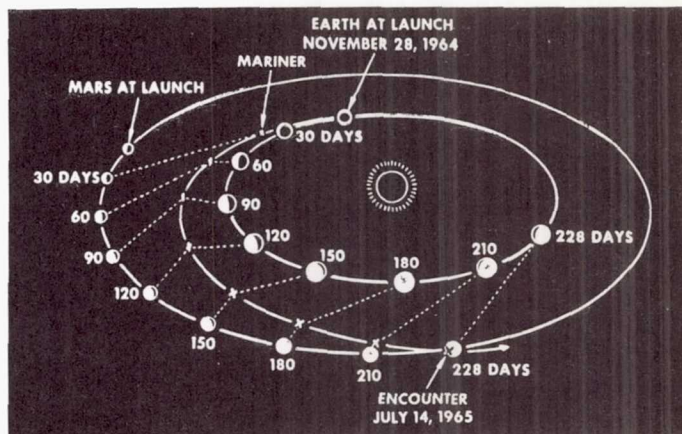 EARTH AT LAUNCH
NOVEMBER 28, 1964
MARINER
MARS AT LAUNCH
30 DAYS
30 DAYS
60
60
90
90
120
120
150
150
180
180
210
210
228 DAYS
228 DAYS
ENCOUNTER
JULY 14, 1965